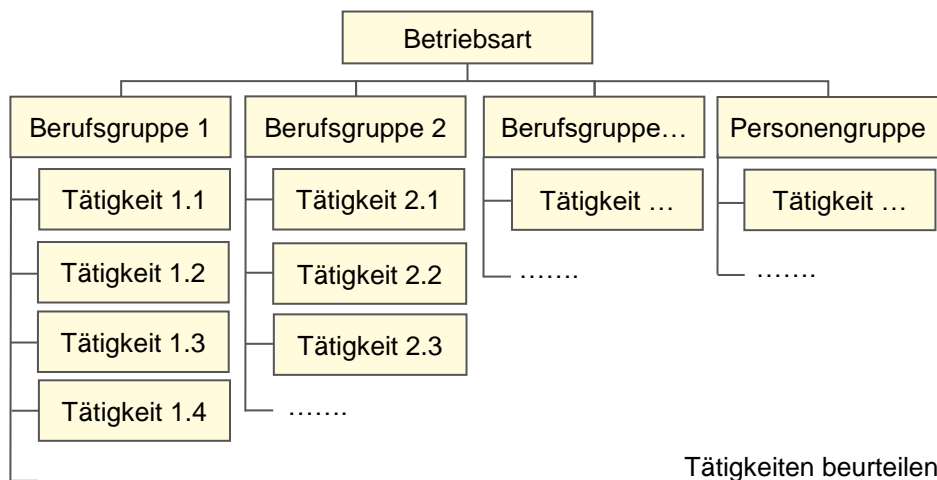 Betriebsart
Berufsgruppe 1
Berufsgruppe 2
Berufsgruppe…
Personengruppe
Tätigkeit 1.1
Tätigkeit 2.1
Tätigkeit …
Tätigkeit …
Tätigkeit 1.2
Tätigkeit 2.2
…….
…….
Tätigkeit 1.3
Tätigkeit 2.3
Tätigkeit 1.4
…….
Tätigkeiten beurteilen